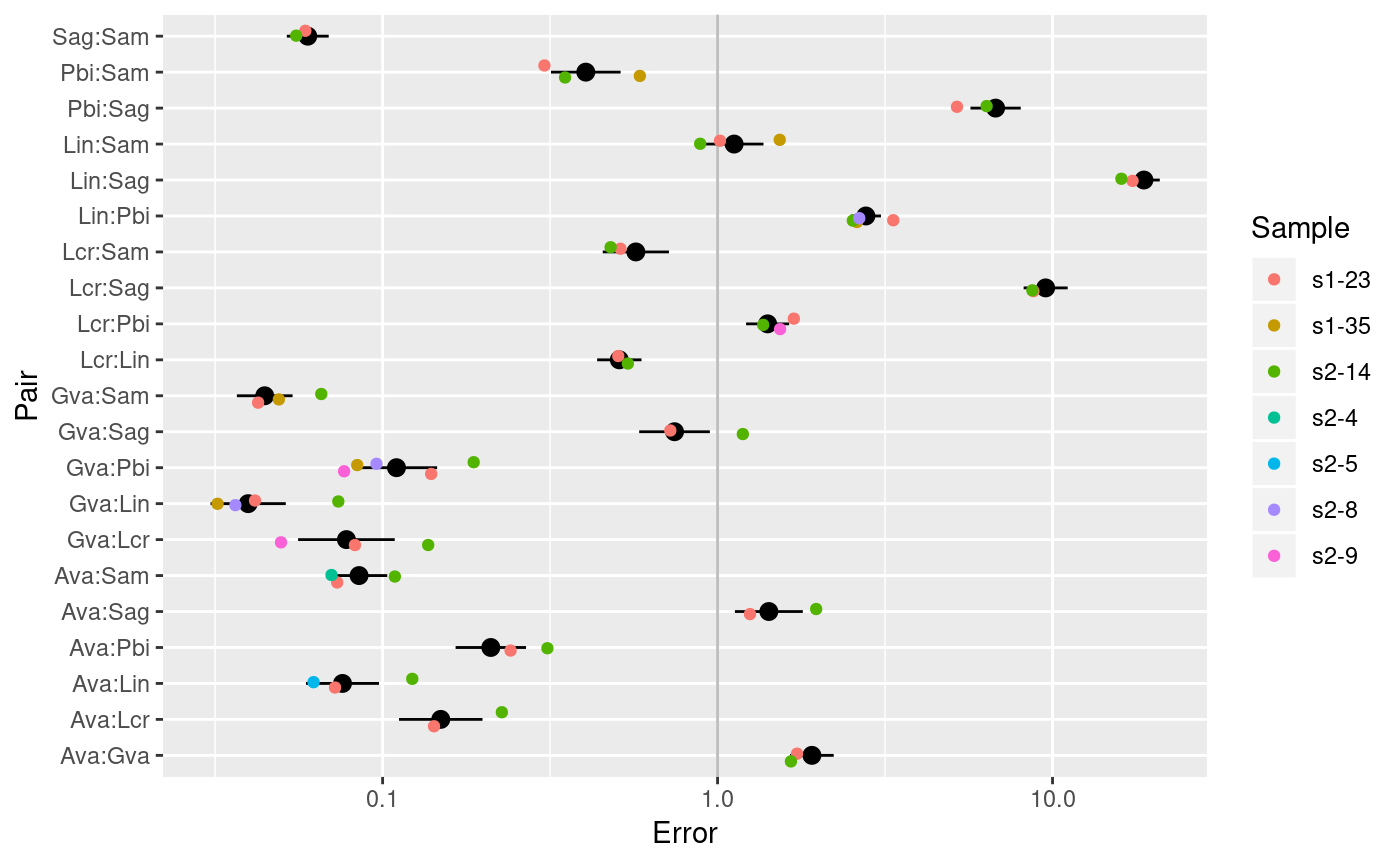 Sag:Sam
Pbi:Sam
Pbi:Sag
Lin:Sam
Lin:Sag
Lin:Pbi
Lcr:Sam
Lcr:Sag
Lcr:Pbi
Lcr:Lin
Gva:Sam
Gva:Sag
Gva:Pbi
Gva:Lin
Gva:Lcr
Ava:Sam
Ava:Sag
Ava:Pbi
Ava:Lin
Ava:Lcr
Ava:Gva
Pair
0.1
1.0
10.0
Error
Sample
s1-23
s1-35
s2-14
s2-4
s2-5
s2-8
s2-9